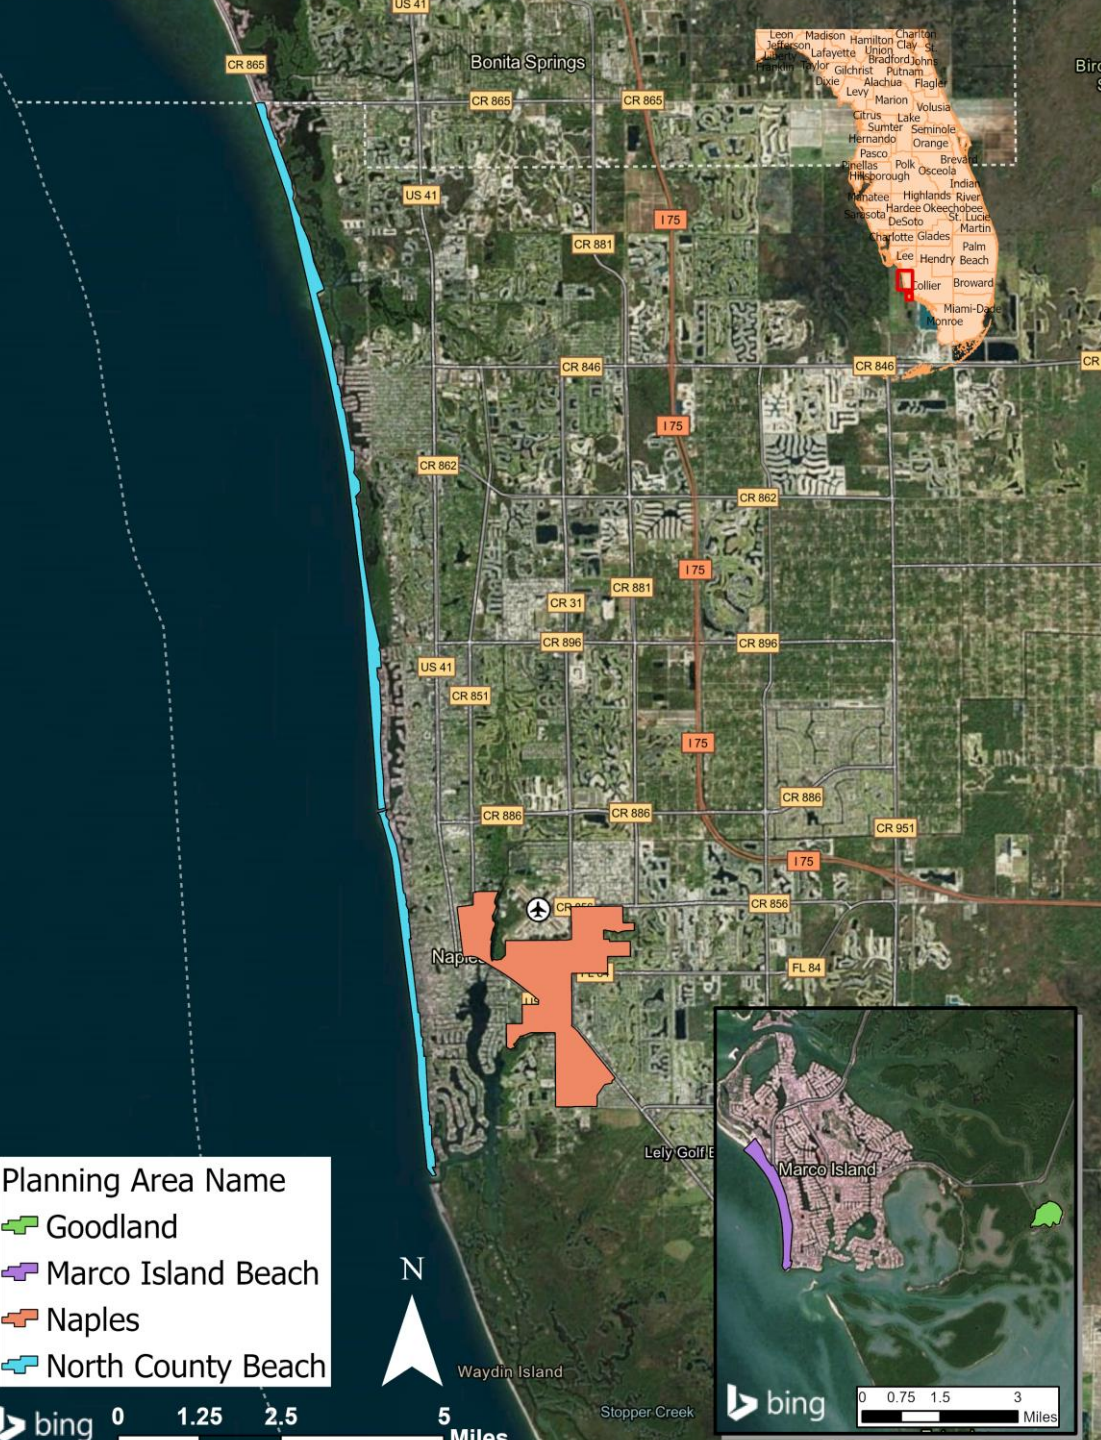 US 41
CR 865
Bonita Springs
CR 865
CR 865
US 41
I 75
CR 881
CR 846
CR 846
CR
I 75
CR 862
CR 862
I 75
CR 881
CR 31
CR 896
CR 896
US 41
CR 851
I 75
CR 886
CR 886
CR 886
CR 951
I 75
CR 856
Naples
FL 84
Lely Golf E
Waydin Island
Stopper Creek
Leon
Madison
Hamilton
Charlton
Jefferson
Lafayette
Union
Clay
St.
Liberty
Taylor
Bradford
Johns
Franklin
Gilchrist
Putnam
Dixie
Alachua
Flagler
Levy
Marion
Volusia
Citrus
Lake
Sumter
Seminole
Hernando
Orange
Pasco
Brevard
Pinellas
Polk
Osceola
Hillsborough
Indian
Manatee
Highlands
River
Hardee
Okeechobee
Sarasota
DeSoto
St. Lucie
Martin
Charlotte
Glades
Lee
Hendry
Palm
Beach
Collier
Broward
Miami-Dade
Monroe
Planning Area Name
Goodland
Marco Island Beach
Naples
North County Beach
N
bing
0 1.25 2.5 5
Miles
Marco Island
bing
0 0.75 1.5 3
Miles